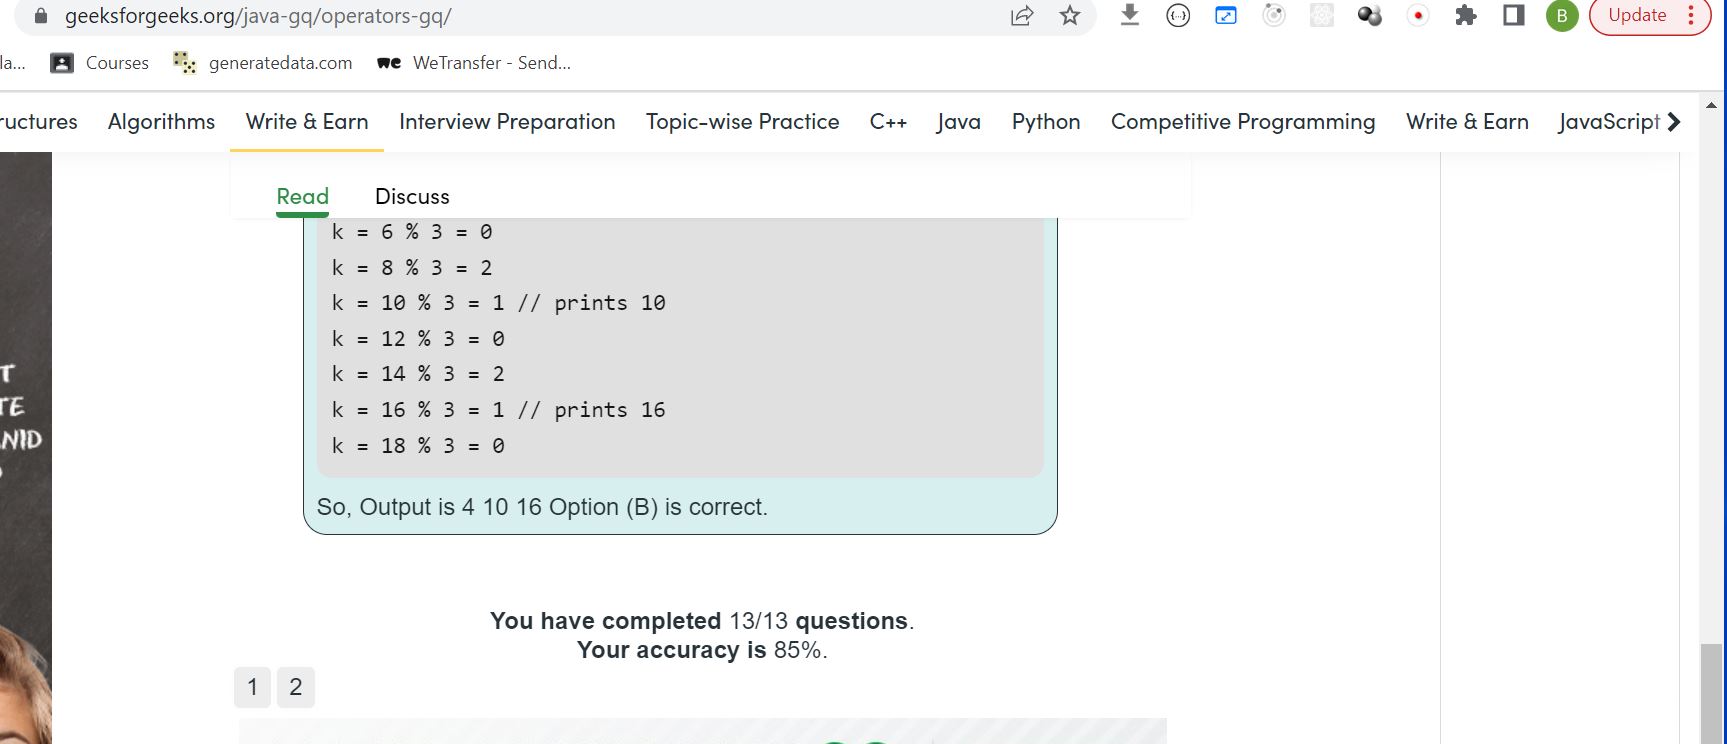 geeksforgeeks.org/java-gq/operators-gq/
B
Update
la...
Courses
generatedata.com
we
WeTransfer - Send...
ructures
Algorithms
Write & Earn
Interview Preparation
Topic-wise Practice
C++
Java
Python
Competitive Programming
Write & Earn
JavaScript
Read
Discuss
k = 6 % 3 = 0
k = 8 % 3 = 2
k = 10 % 3 = 1 // prints 10
k = 12 % 3 = 0
k = 14 % 3 = 2
k = 16 % 3 = 1 // prints 16
k = 18 % 3 = 0
So, Output is 4 10 16 Option (B) is correct.
T
TE
NID
You have completed 13/13 questions.
Your accuracy is 85%.
1 2